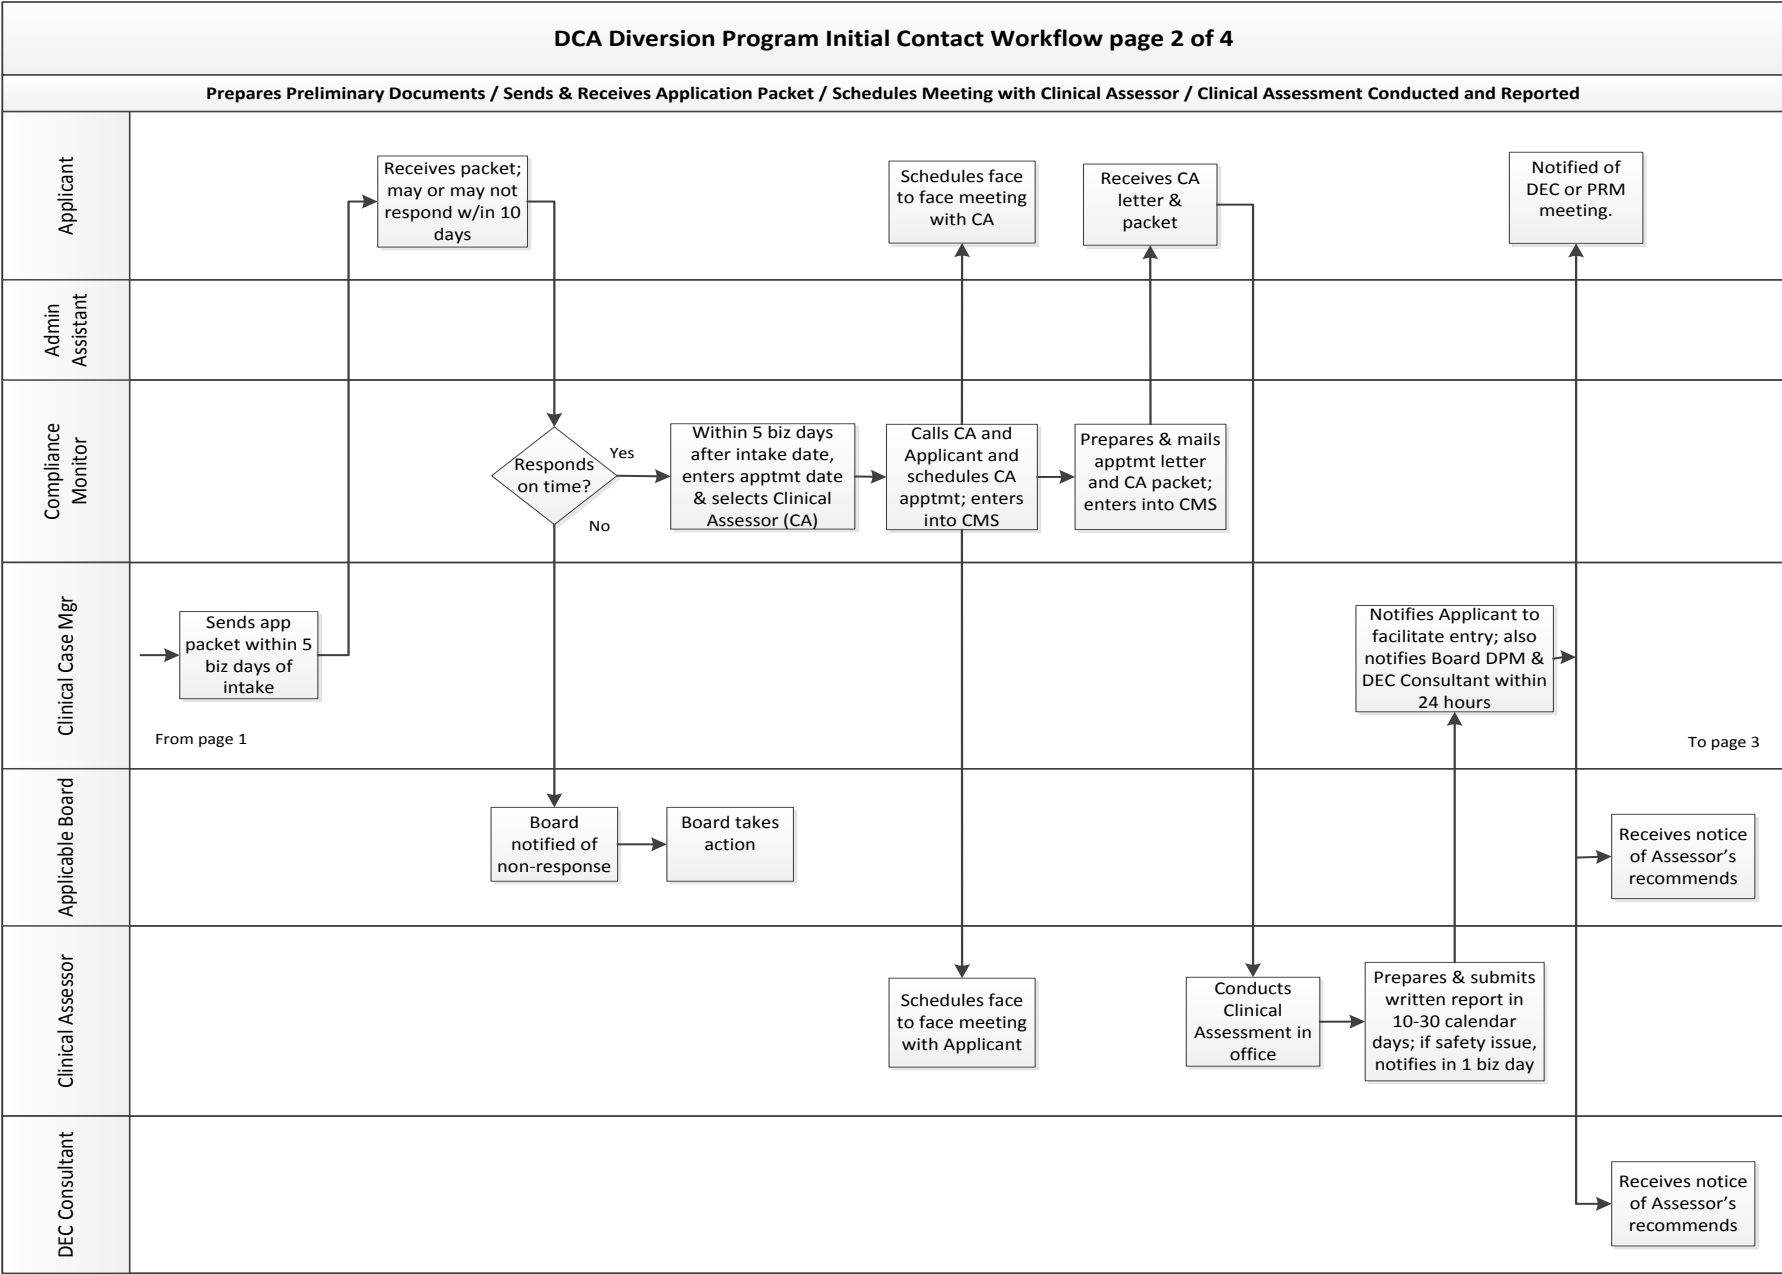 DCA Diversion Program Initial Contact Workflow page 2 of 4
Prepares Preliminary Documents / Sends & Receives Application Packet / Schedules Meeting with Clinical Assessor / Clinical Assessment Conducted and Reported
Applicant
Receives packet;
may or may not
respond w/in 10
days
Schedules face
to face meeting
with CA
Receives CA
letter &
packet
Notified of
DEC or PRM
meeting.
Admin
Assistant
Compliance
Monitor
Responds
on time?
Yes
No
Within 5 biz days
after intake date,
enters apptmt date
& selects Clinical
Assessor (CA)
Calls CA and
Applicant and
schedules CA
apptmt; enters
into CMS
Prepares & mails
apptmt letter
and CA packet;
enters into CMS
Clinical Case Mgr
Sends app
packet within 5
biz days of
intake
From page 1
Notifies Applicant to
facilitate entry; also
notifies Board DPM &
DEC Consultant within
24 hours
To page 3
Applicable Board
Board
notified of
non-response
Board takes
action
Receives notice
of Assessor’s
recommends
Clinical Assessor
Schedules face
to face meeting
with Applicant
Conducts
Clinical
Assessment in
office
Prepares & submits
written report in
10-30 calendar
days; if safety issue,
notifies in 1 biz day
DEC Consultant
Receives notice
of Assessor’s
recommends